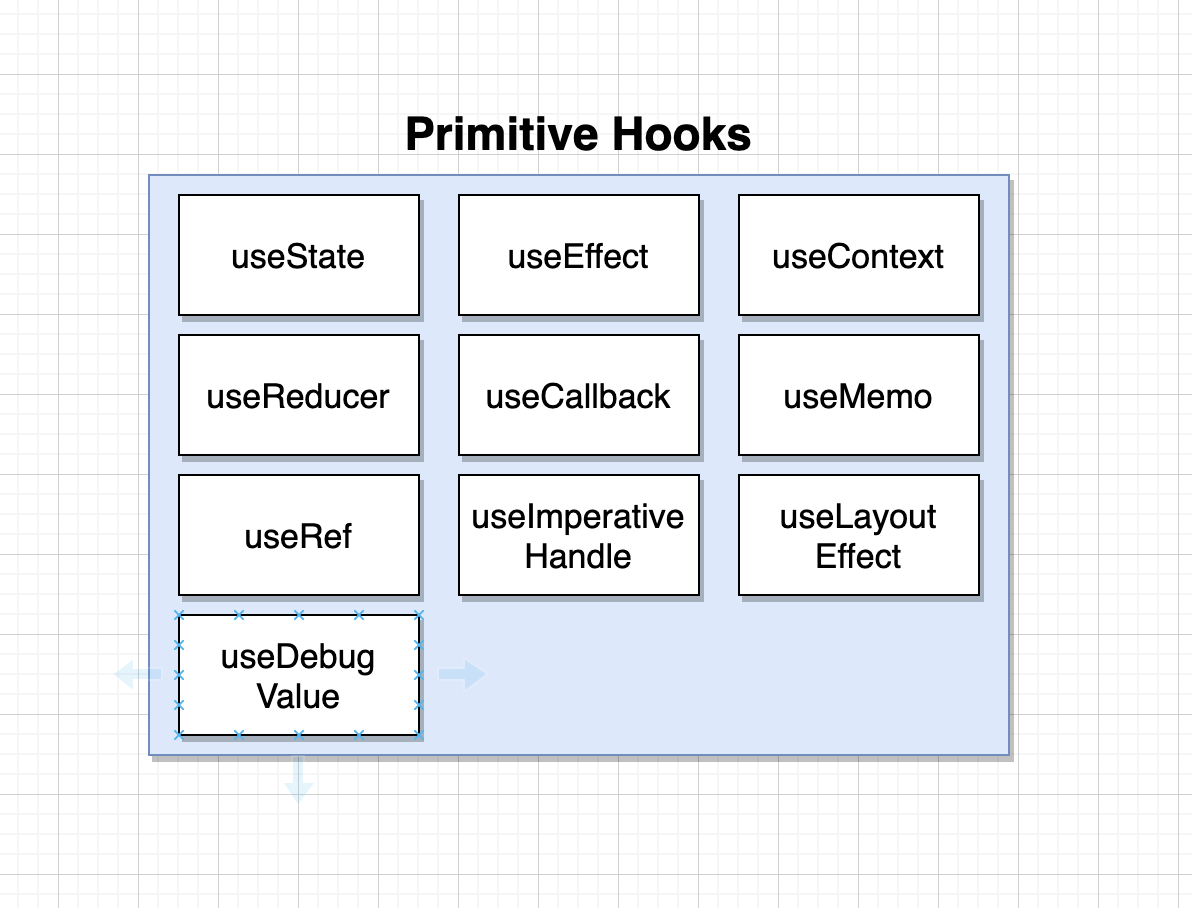 Primitive Hooks
useState
useEffect
useContext
useReducer
useCallback
useMemo
useRef
useImperative
Handle
useLayout
Effect
useDebug
Value